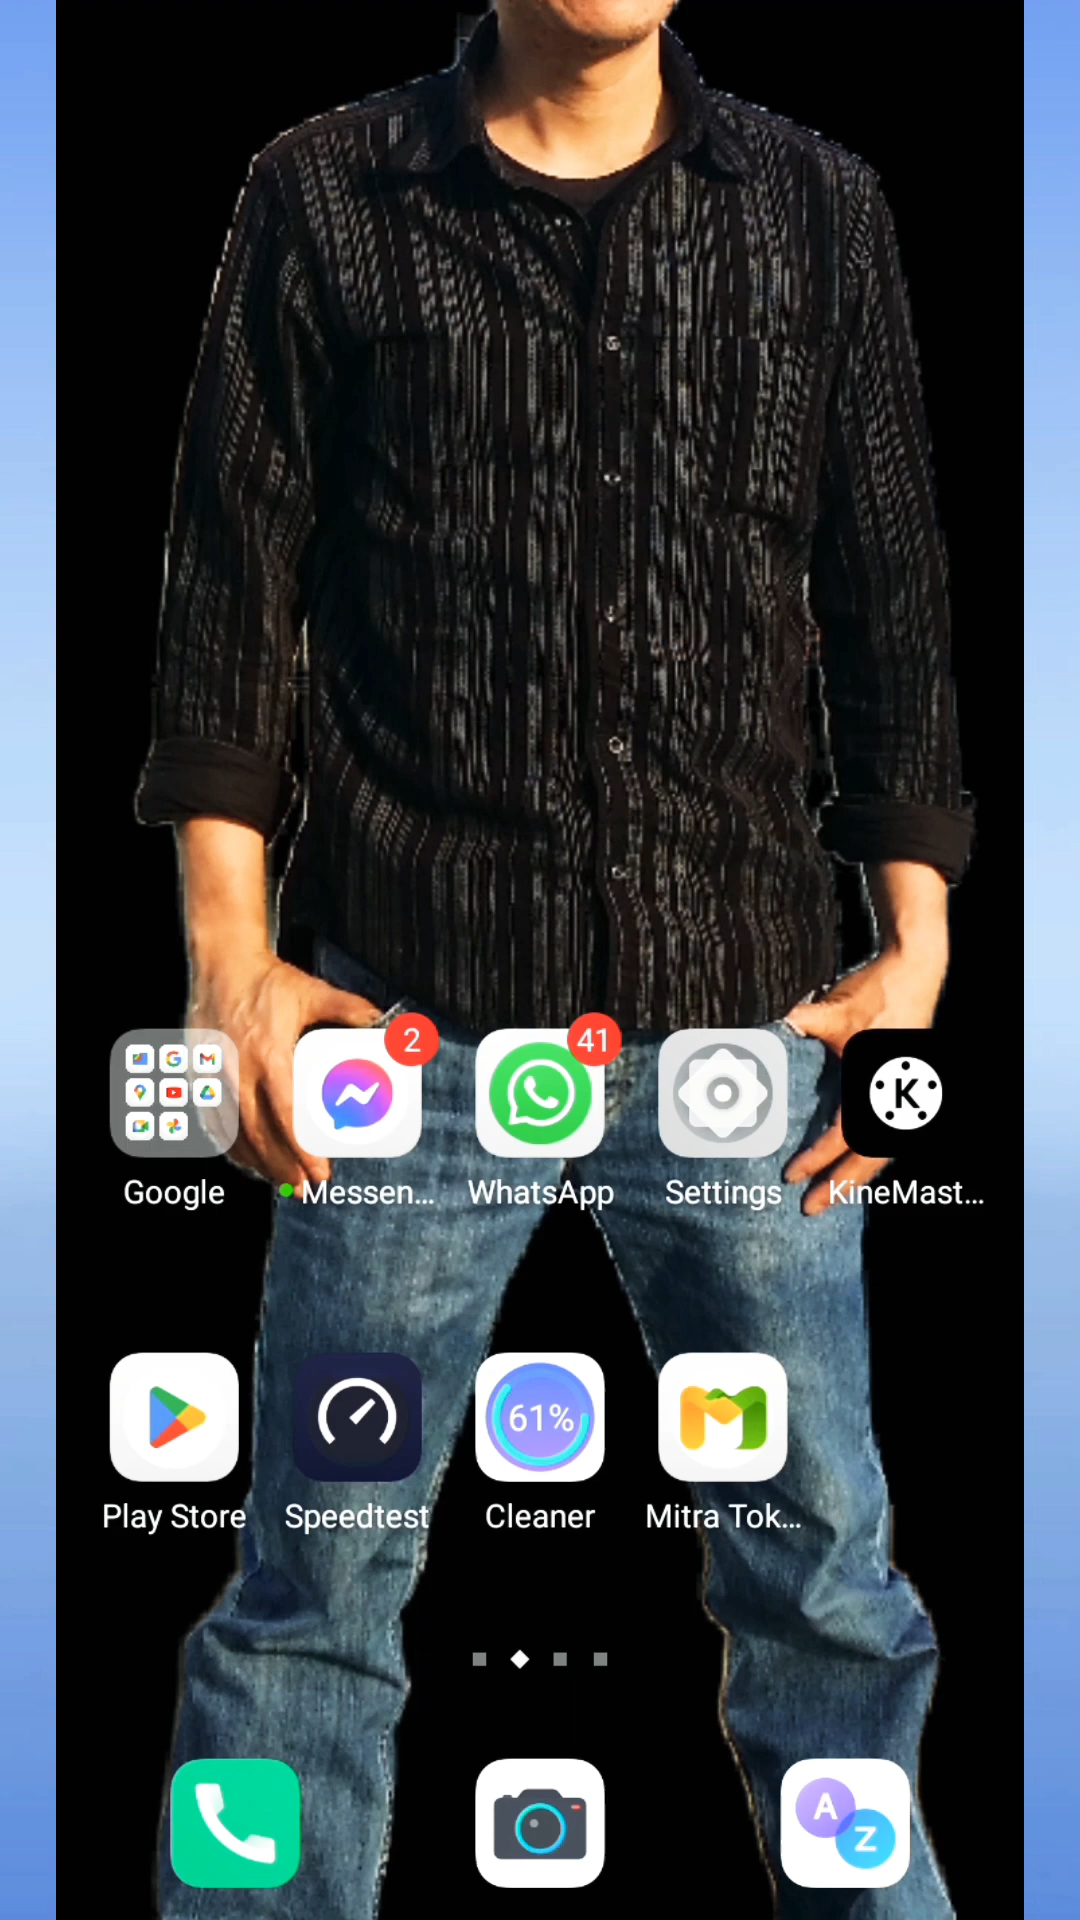 2
41
K
Google
Messen...
WhatsApp
Settings
KineMast...
61%
Play Store
Speedtest
Cleaner
Mitra Tok...
A
Z